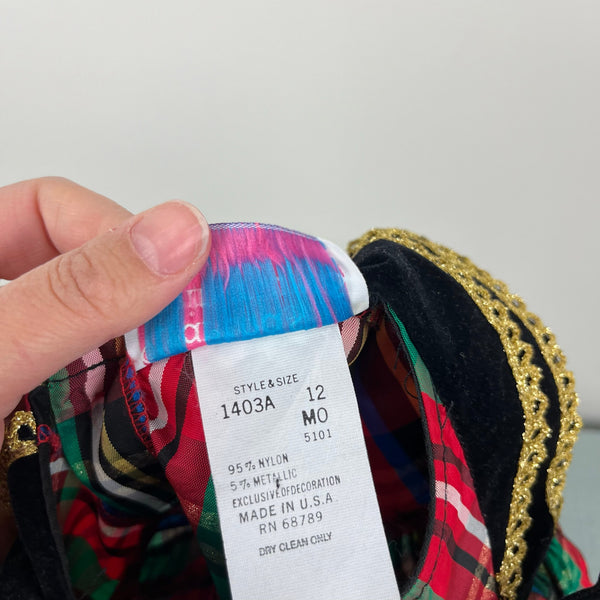 STYLE & SIZE
1403A 12
MO
5101
95% NYLON
5% METALLIC
EXCLUSIVE OF DECORATION
MADE IN U.S.A.
RN 68789
DRY CLEAN ONLY